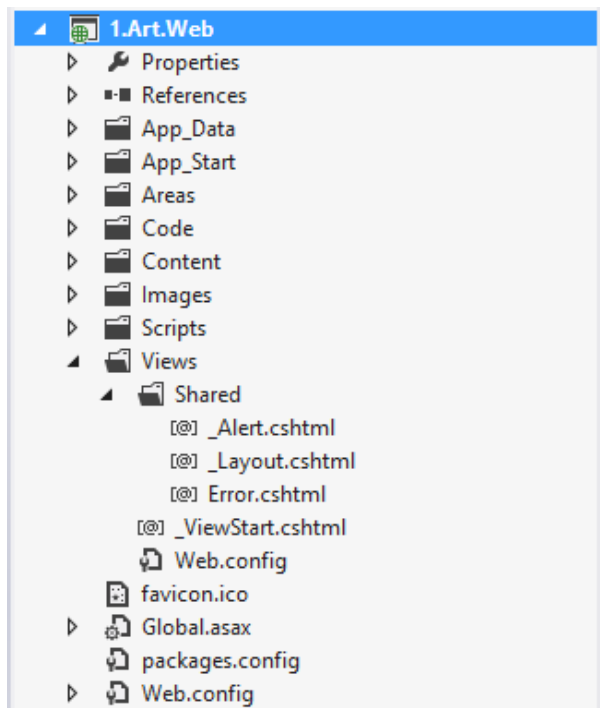 1.Art.Web
Properties
References
App_Data
App_Start
Areas
Code
Content
Images
Scripts
Views
Shared
[@] _Alert.cshtml
[@] _Layout.cshtml
[@] Error.cshtml
[@] _ViewStart.cshtml
Web.config
favicon.ico
Global.asax
packages.config
Web.config